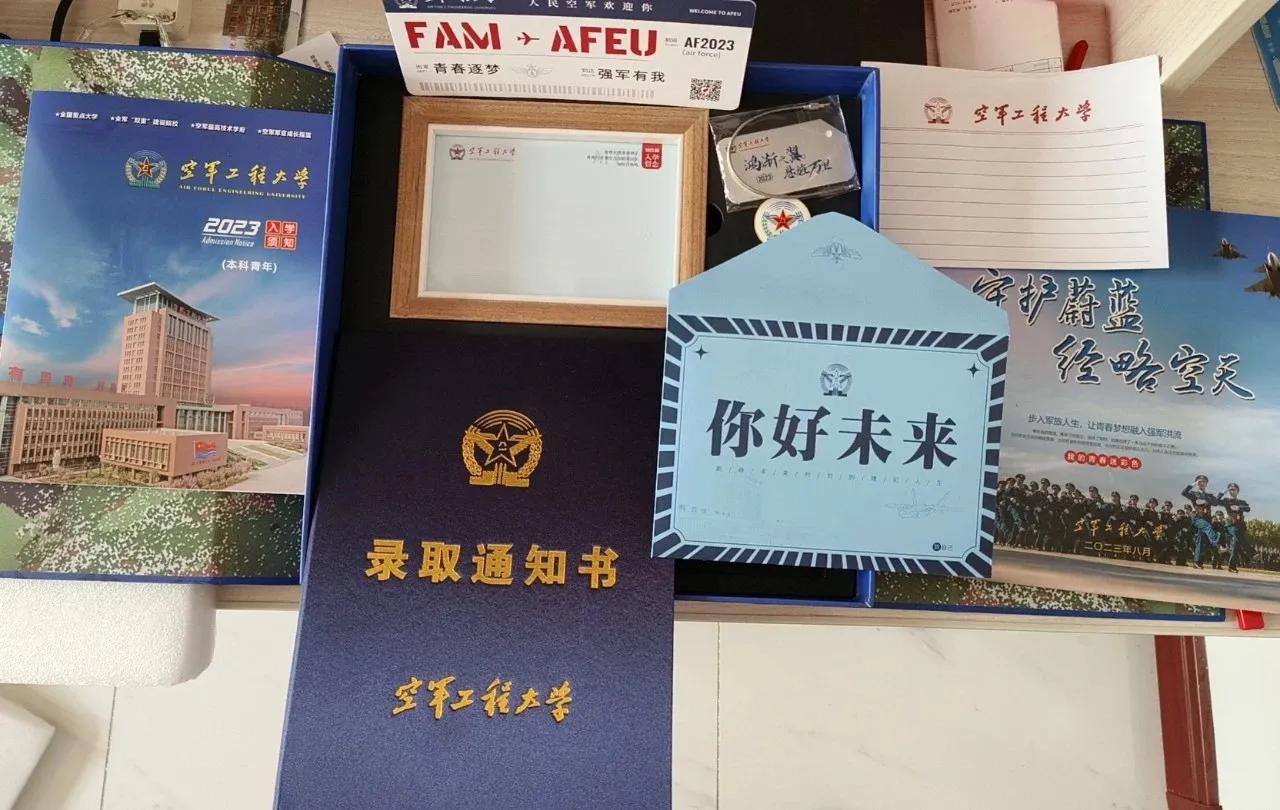 ★全国重点大学 ★全军“双重”建设院校 ★空军最高技术学府 ★空军军官成长摇篮
空军工程大学
AIR FORCE ENGINEERING UNIVERSITY
2023
Admission Notice
入学
须知
(本科青年)
人民空军欢迎你
WELCOME TO AFEU
FAM AFEU
AF2023
(air force)
青春逐梦
强军有我
空军工程大学
入学
纪念
空军工程大学
鸿渐之翼
2023
空军工程大学
录取通知书
空军工程大学
你好未来
致自己
守护蔚蓝
经略空天
步入军旅人生，让青春梦想融入强军洪流
我的青春迷彩色
空军工程大学
二〇二三年八月